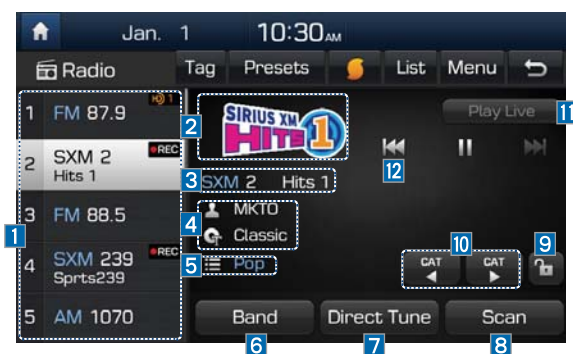 Jan. 1 10:30 AM
Radio Tag Presets List Menu
1 FM 87.9 HD 1
2 SXM 2 REC
Hits 1
3 FM 88.5
4 SXM 239 REC
Sprts239
5 AM 1070
1
2 SIRIUS XM HITS 1
3 SXM 2 Hits 1
4 MKTO
Classic
5 Pop
Play Live 11
12
10
CAT CAT
9
Band Direct Tune Scan
6 7 8